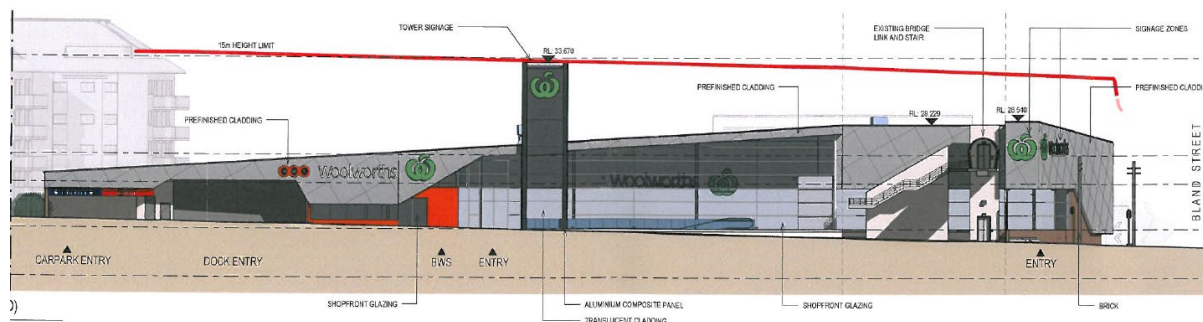 TOWER SIGNAGE
EXISTING BRIDGE
LINK AND STAIR
SIGNAGE ZONES
15m HEIGHT LIMIT
RL: 33.670
PREFINISHED CLADDING
PREFINISHED CLADDI
PREFINISHED CLADDING
RL: 28.229
RL: 28.540
woolworths
woolworths
BLAND STREET
CARPARK ENTRY
DOCK ENTRY
BWS
ENTRY
ENTRY
SHOPFRONT GLAZING
ALUMINIUM COMPOSITE PANEL
SHOPFRONT GLAZING
BRICK
TRANSLUCENT CLADDING